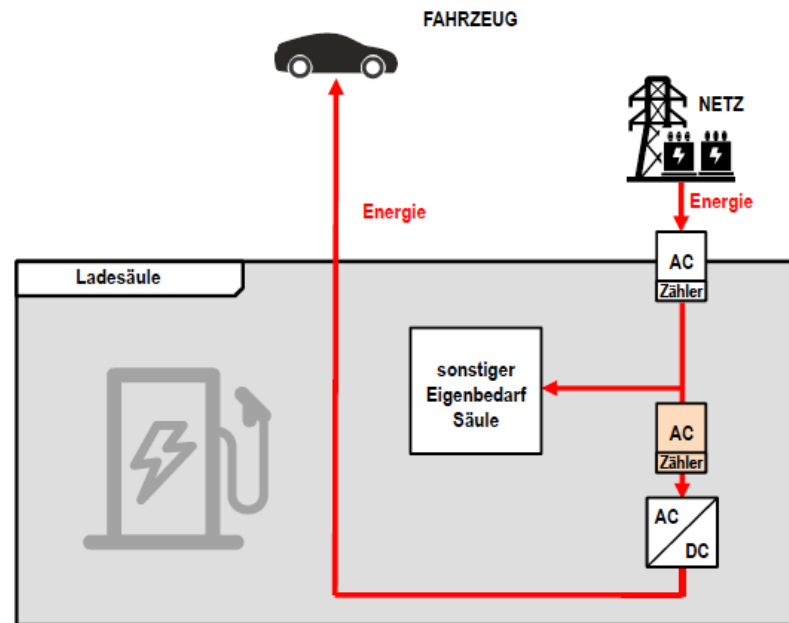 FAHRZEUG
NETZ
Energie
Energie
AC
Zähler
Ladesäule
sonstiger
Eigenbedarf
Säule
AC
Zähler
AC
DC